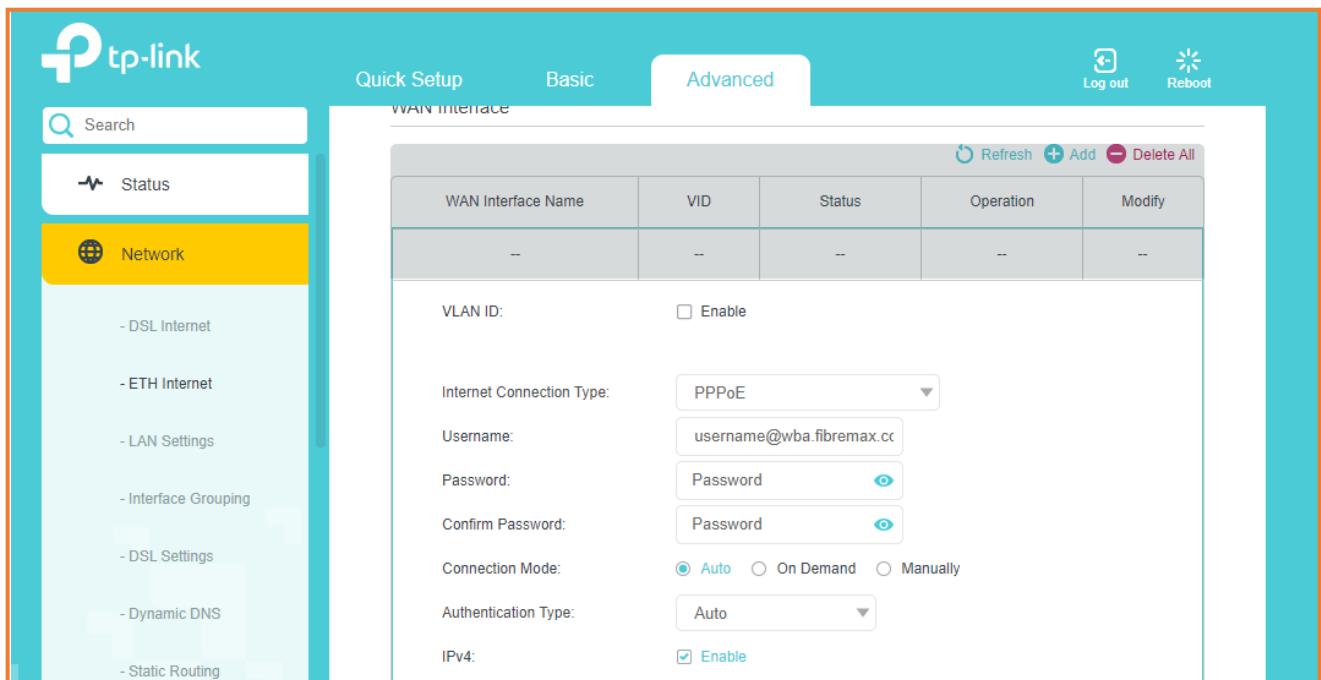 tp-link
Quick Setup
Basic
Advanced
Log out
Reboot
Search
Status
Network
- DSL Internet
- ETH Internet
- LAN Settings
- Interface Grouping
- DSL Settings
- Dynamic DNS
- Static Routing
WAN Interface
Refresh Add Delete All
WAN Interface Name VID Status Operation Modify
-- -- -- -- --
VLAN ID: Enable
Internet Connection Type: PPPoE
Username: username@wba.fibremax.cc
Password: Password
Confirm Password: Password
Connection Mode: Auto On Demand Manually
Authentication Type: Auto
IPv4: Enable